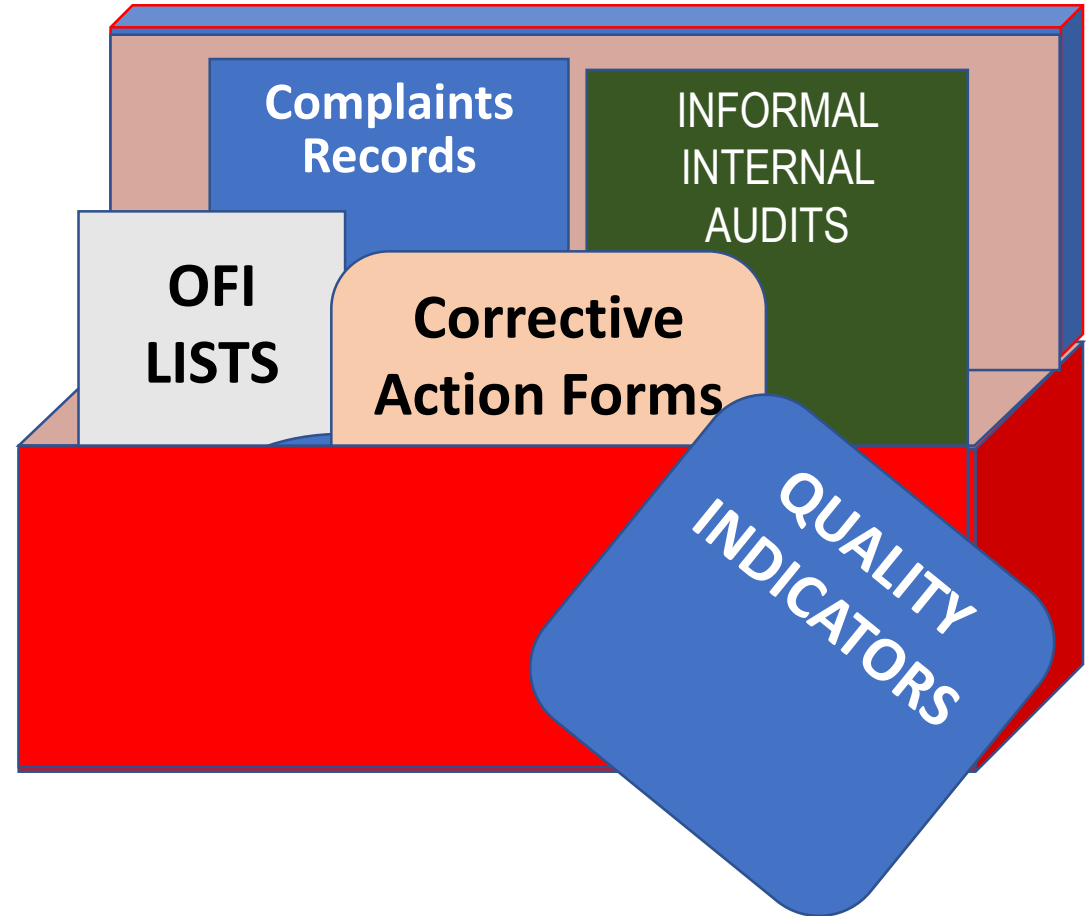 Complaints
Records
INFORMAL
INTERNAL
AUDITS
OFI
LISTS
Corrective
Action Forms
QUALITY
INDICATORS